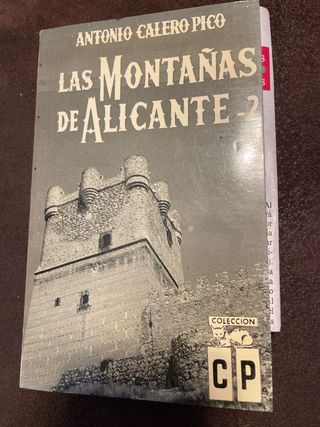 ANTONIO CALERO PICO
LAS MONTAÑAS
DE ALICANTE-2
COLECCION
C P